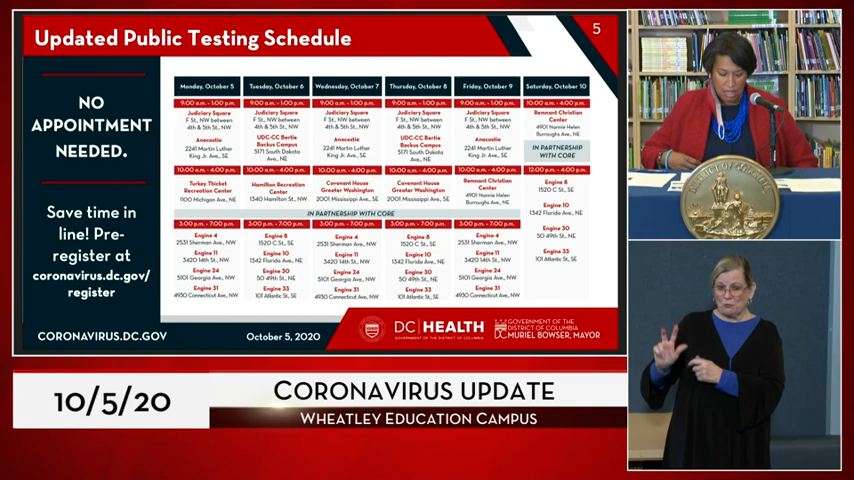 Updated Public Testing Schedule
5
NO
APPOINTMENT
NEEDED.
Save time in
line! Pre-
register at
coronavirus.dc.gov/
register
Monday, October 5
9:00 a.m. - 1:00 p.m.
Judiciary Square
F St., NW between
4th & 5th St., NW
Anacostia
2241 Martin Luther
King Jr. Ave., SE
10:00 a.m. - 4:00 p.m.
Turkey Thicket
Recreation Center
1100 Michigan Ave., NE
Tuesday, October 6
9:00 a.m. - 1:00 p.m.
Judiciary Square
F St., NW between
4th & 5th St., NW
UDC-CC Bertie
Backus Campus
5171 South Dakota
Ave., NE
10:00 a.m. - 4:00 p.m.
Hamilton Recreation
Center
1340 Hamilton St., NW
Wednesday, October 7
9:00 a.m. - 1:00 p.m.
Judiciary Square
F St., NW between
4th & 5th St., NW
Anacostia
2241 Martin Luther
King Jr. Ave., SE
10:00 a.m. - 4:00 p.m.
Covenant House
Greater Washington
2001 Mississippi Ave., SE
Thursday, October 8
9:00 a.m. - 1:00 p.m.
Judiciary Square
F St., NW between
4th & 5th St., NW
UDC-CC Bertie
Backus Campus
5171 South Dakota
Ave., NE
10:00 a.m. - 4:00 p.m.
Covenant House
Greater Washington
2001 Mississippi Ave., SE
Friday, October 9
9:00 a.m. - 1:00 p.m.
Judiciary Square
F St., NW between
4th & 5th St., NW
Anacostia
2241 Martin Luther
King Jr. Ave., SE
10:00 a.m. - 4:00 p.m.
Remnant Christian
Center
4901 Nannie Helen
Burroughs Ave., NE
Saturday, October 10
10:00 a.m. - 4:00 p.m.
Remnant Christian
Center
4901 Nannie Helen
Burroughs Ave., NE
IN PARTNERSHIP
WITH CORE
12:00 p.m. - 4:00 p.m.
Engine 8
1520 C St., SE
Engine 10
1342 Florida Ave., NE
Engine 30
50 49th St., NE
Engine 33
101 Atlantic St., SE
IN PARTNERSHIP WITH CORE
3:00 p.m. - 7:00 p.m.
Engine 4
2531 Sherman Ave., NW
Engine 11
3420 14th St., NW
Engine 24
5101 Georgia Ave., NW
Engine 31
4930 Connecticut Ave., NW
3:00 p.m. - 7:00 p.m.
Engine 8
1520 C St., SE
Engine 10
1342 Florida Ave., NE
Engine 30
50 49th St., NE
Engine 33
101 Atlantic St., SE
3:00 p.m. - 7:00 p.m.
Engine 4
2531 Sherman Ave., NW
Engine 11
3420 14th St., NW
Engine 24
5101 Georgia Ave., NW
Engine 31
4930 Connecticut Ave., NW
3:00 p.m. - 7:00 p.m.
Engine 8
1520 C St., SE
Engine 10
1342 Florida Ave., NE
Engine 30
50 49th St., NE
Engine 33
101 Atlantic St., SE
3:00 p.m. - 7:00 p.m.
Engine 4
2531 Sherman Ave., NW
Engine 11
3420 14th St., NW
Engine 24
5101 Georgia Ave., NW
Engine 31
4930 Connecticut Ave., NW
CORONAVIRUS.DC.GOV
October 5, 2020
DC HEALTH
GOVERNMENT OF THE DISTRICT OF COLUMBIA
GOVERNMENT OF THE
DISTRICT OF COLUMBIA
DC MURIEL BOWSER, MAYOR
10/5/20
CORONAVIRUS UPDATE
WHEATLEY EDUCATION CAMPUS